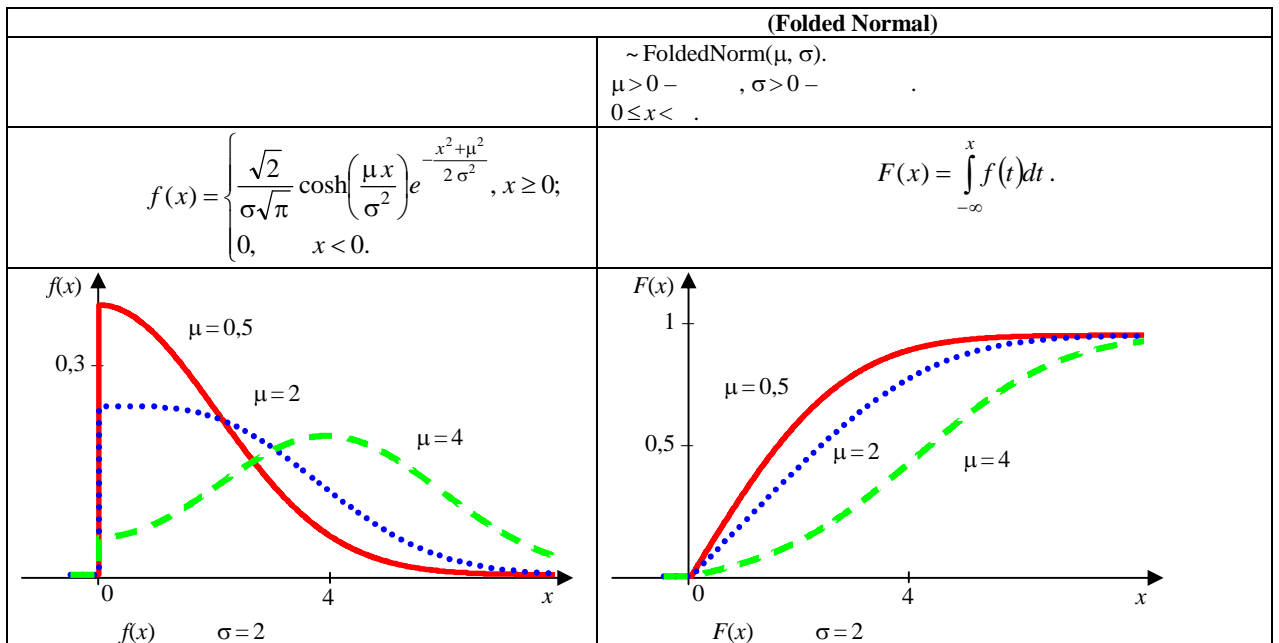 (Folded Normal)
~ FoldedNorm(μ, σ).
μ > 0 – , σ > 0 – .
0 ≤ x < .
f(x) = { √2/(σ√π) cosh(μx/σ²) e^(−(x²+μ²)/(2σ²)), x ≥ 0;
0, x < 0.
F(x) = ∫_{−∞}^{x} f(t)dt .
f(x)
μ = 0,5
0,3
μ = 2
μ = 4
0
4
x
f(x) σ = 2
F(x)
1
μ = 0,5
0,5
μ = 2
μ = 4
0
4
x
F(x) σ = 2